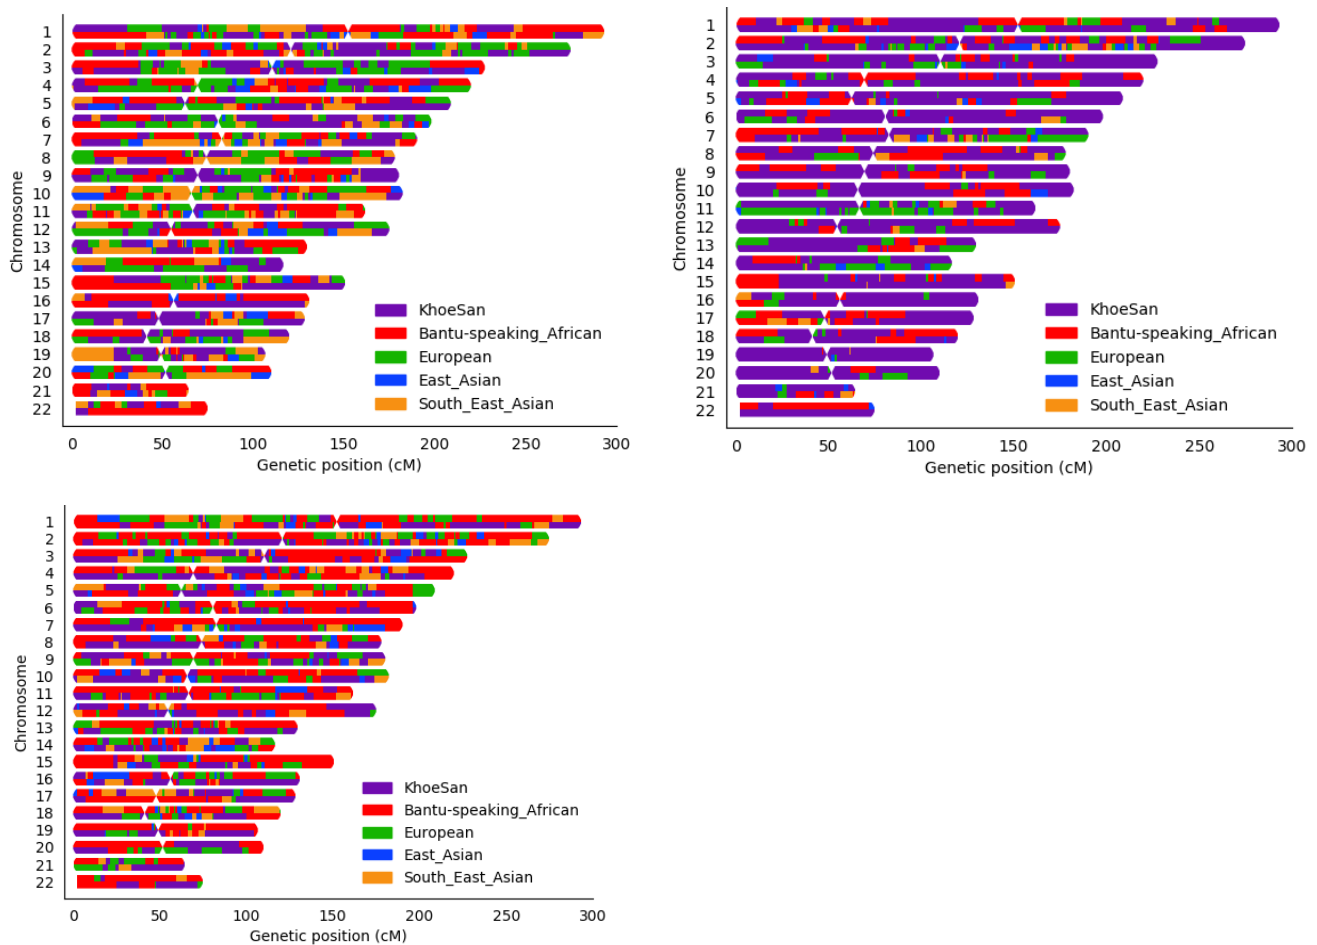 Chromosome
1
2
3
4
5
6
7
8
9
10
11
12
13
14
15
16
17
18
19
20
21
22
KhoeSan
Bantu-speaking_African
European
East_Asian
South_East_Asian
0 50 100 150 200 250 300
Genetic position (cM)
Chromosome
1
2
3
4
5
6
7
8
9
10
11
12
13
14
15
16
17
18
19
20
21
22
KhoeSan
Bantu-speaking_African
European
East_Asian
South_East_Asian
0 50 100 150 200 250 300
Genetic position (cM)
Chromosome
1
2
3
4
5
6
7
8
9
10
11
12
13
14
15
16
17
18
19
20
21
22
KhoeSan
Bantu-speaking_African
European
East_Asian
South_East_Asian
0 50 100 150 200 250 300
Genetic position (cM)